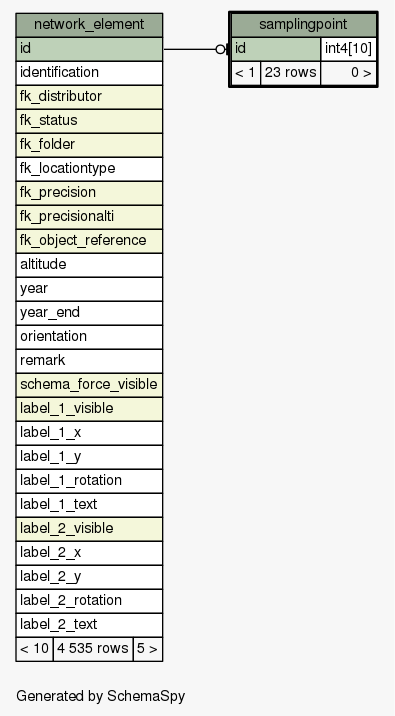 network_element
id
identification
fk_distributor
fk_status
fk_folder
fk_locationtype
fk_precision
fk_precisionalti
fk_object_reference
altitude
year
year_end
orientation
remark
schema_force_visible
label_1_visible
label_1_x
label_1_y
label_1_rotation
label_1_text
label_2_visible
label_2_x
label_2_y
label_2_rotation
label_2_text
< 10 4 535 rows 5 >
samplingpoint
id int4[10]
< 1 23 rows 0 >
Generated by SchemaSpy